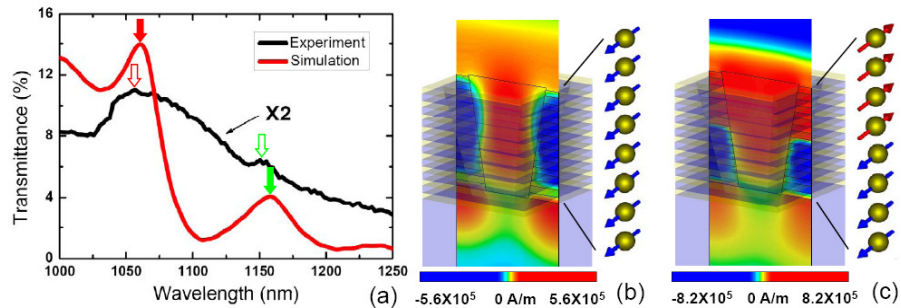 16
12
8
4
0
Transmittance (%)
Experiment
Simulation
X2
1000 1050 1100 1150 1200 1250
Wavelength (nm)
(a)
-5.6X10⁵ 0 A/m 5.6X10⁵
(b)
-8.2X10⁵ 0 A/m 8.2X10⁵
(c)